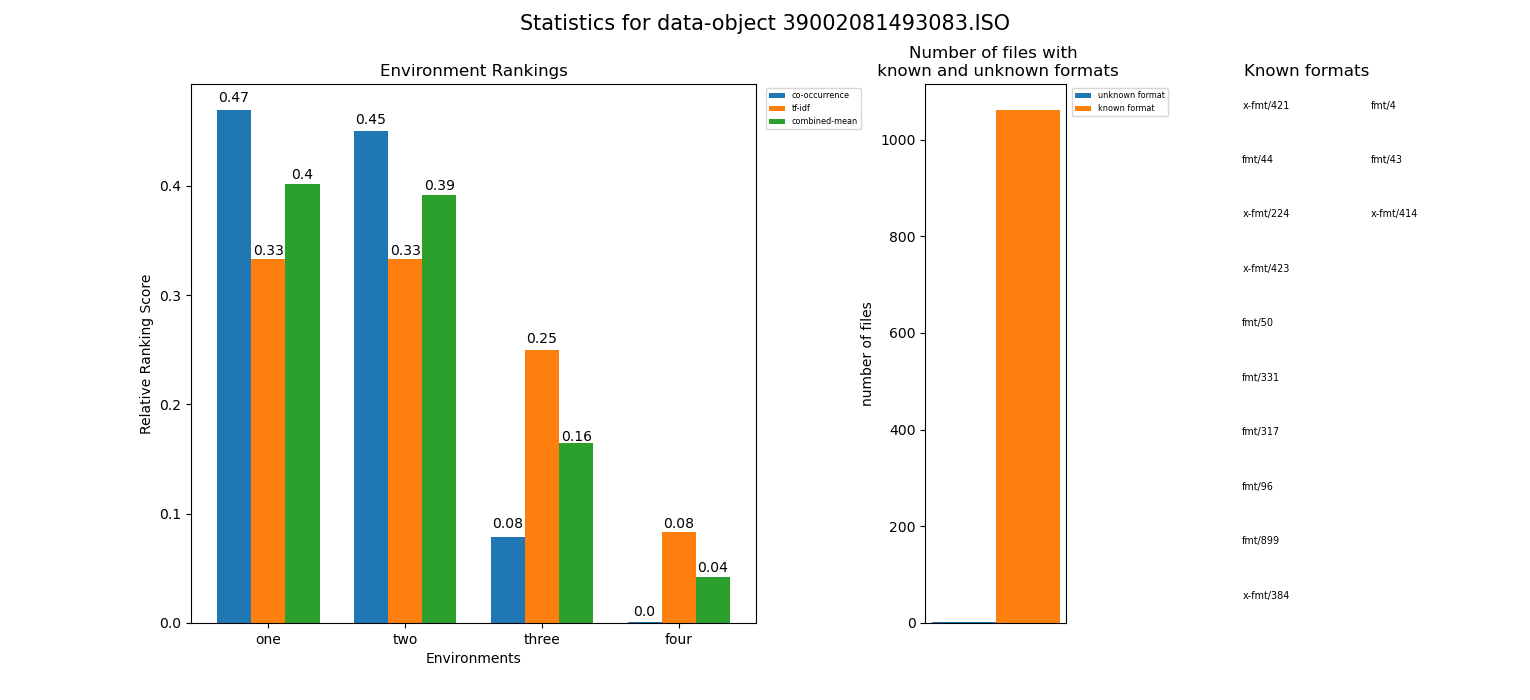 Statistics for data-object 39002081493083.ISO
Environment Rankings
0.47
0.33
0.4
0.45
0.33
0.39
0.08
0.25
0.16
0.0
0.08
0.04
0.4
0.3
0.2
0.1
0.0
Relative Ranking Score
one two three four
Environments
co-occurrence
tf-idf
combined-mean
Number of files with
known and unknown formats
1000
800
600
400
200
0
number of files
unknown format
known format
Known formats
x-fmt/421 fmt/4
fmt/44 fmt/43
x-fmt/224 x-fmt/414
x-fmt/423
fmt/50
fmt/331
fmt/317
fmt/96
fmt/899
x-fmt/384